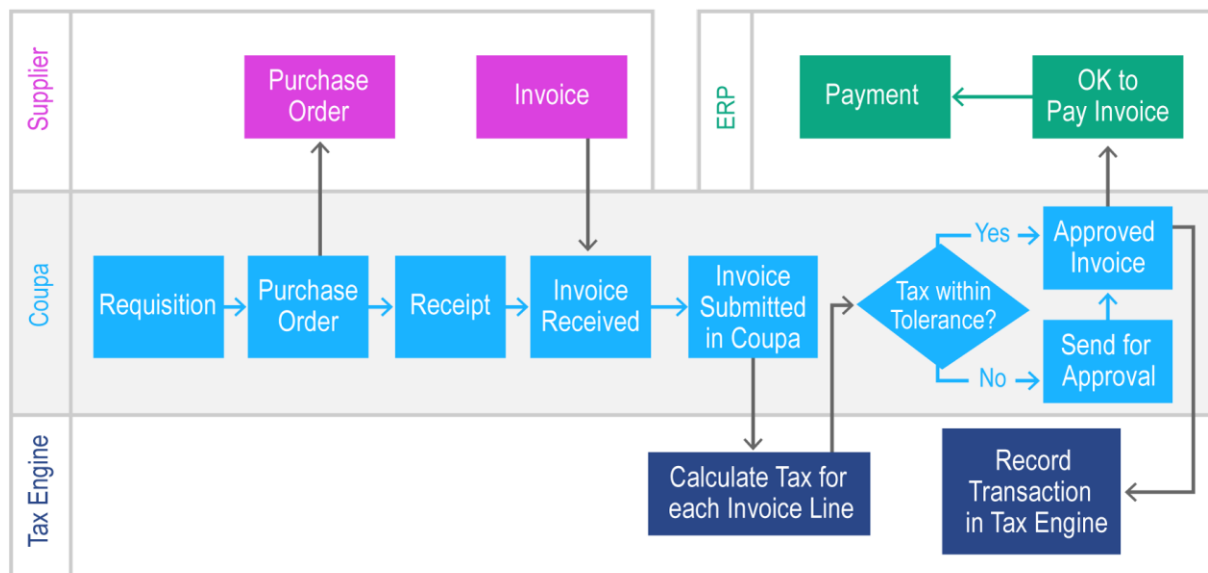 Supplier
Purchase
Order
Invoice
ERP
Payment
OK to
Pay Invoice
Coupa
Requisition
Purchase
Order
Receipt
Invoice
Received
Invoice
Submitted
in Coupa
Tax within
Tolerance?
Yes
No
Approved
Invoice
Send for
Approval
Tax Engine
Calculate Tax for
each Invoice Line
Record
Transaction
in Tax Engine